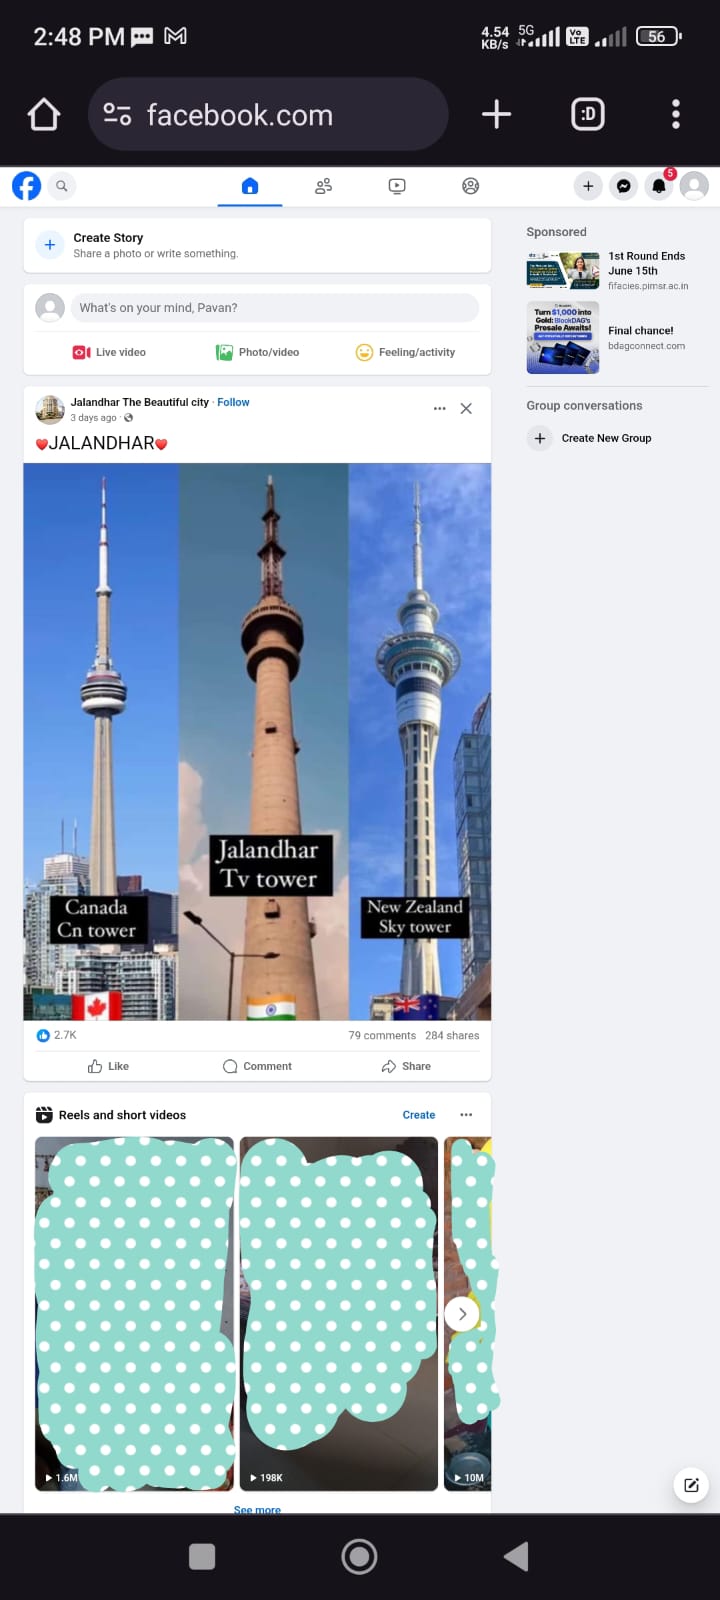 2:48 PM
4.54 KB/s 5G Vo LTE 56
facebook.com
:D
5
Create Story
Share a photo or write something.
What's on your mind, Pavan?
Live video Photo/video Feeling/activity
Jalandhar The Beautiful city · Follow
3 days ago ·
♥JALANDHAR♥
Canada
Cn tower
Jalandhar
Tv tower
New Zealand
Sky tower
2.7K 79 comments 284 shares
Like Comment Share
Reels and short videos Create
1.6M 198K 10M
See more
Sponsored
1st Round Ends
June 15th
fifacies.pimsr.ac.in
Turn $1,000 into
Gold: BlockDAG's
Presale Awaits!
Final chance!
bdagconnect.com
Group conversations
Create New Group